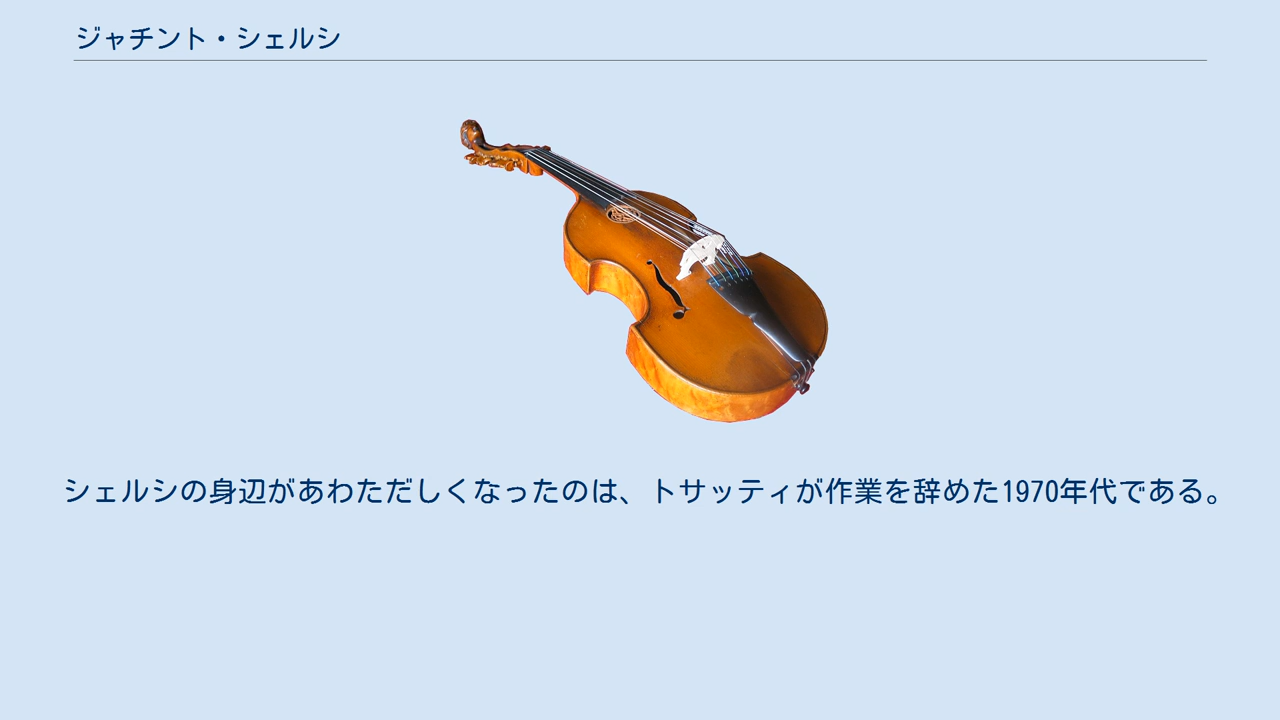 ジャチント・シェルシ
シェルシの身辺があわただしくなったのは、トサッティが作業を辞めた1970年代である。